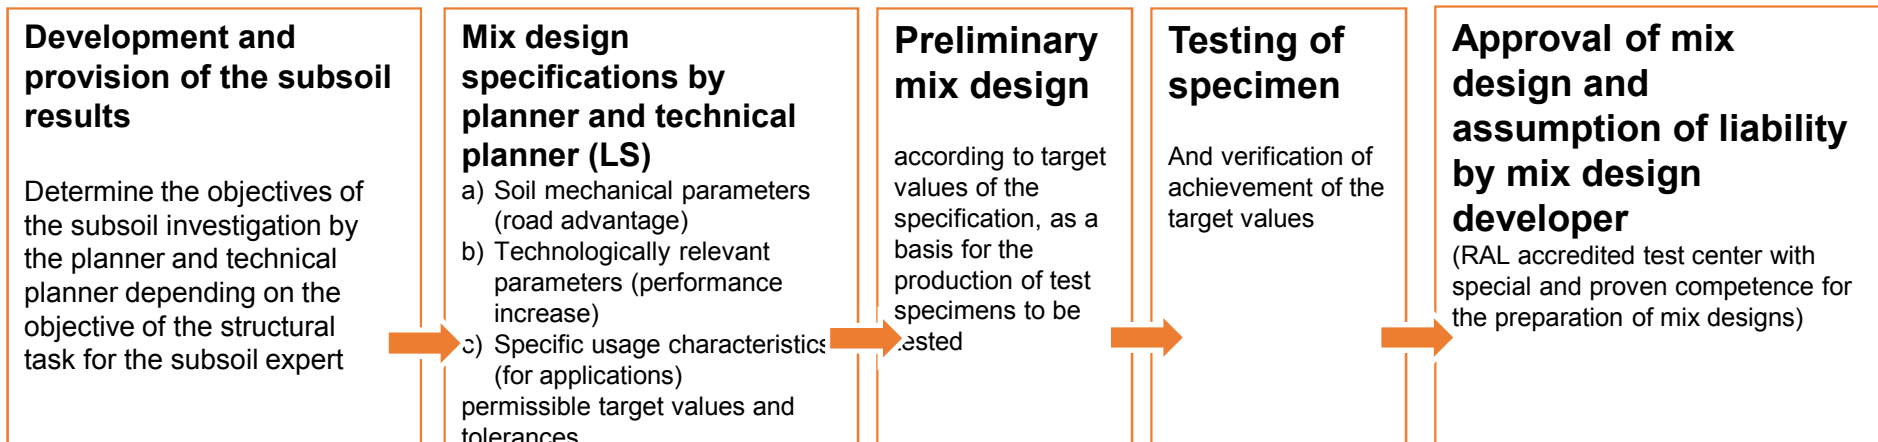 Development and
provision of the subsoil
results
Determine the objectives of
the subsoil investigation by
the planner and technical
planner depending on the
objective of the structural
task for the subsoil expert
Mix design
specifications by
planner and technical
planner (LS)
a) Soil mechanical parameters
(road advantage)
b) Technologically relevant
parameters (performance
increase)
c) Specific usage characteristics
(for applications)
permissible target values and
tolerances
Preliminary
mix design
according to target
values of the
specification, as a
basis for the
production of test
specimens to be
tested
Testing of
specimen
And verification of
achievement of the
target values
Approval of mix
design and
assumption of liability
by mix design
developer
(RAL accredited test center with
special and proven competence for
the preparation of mix designs)